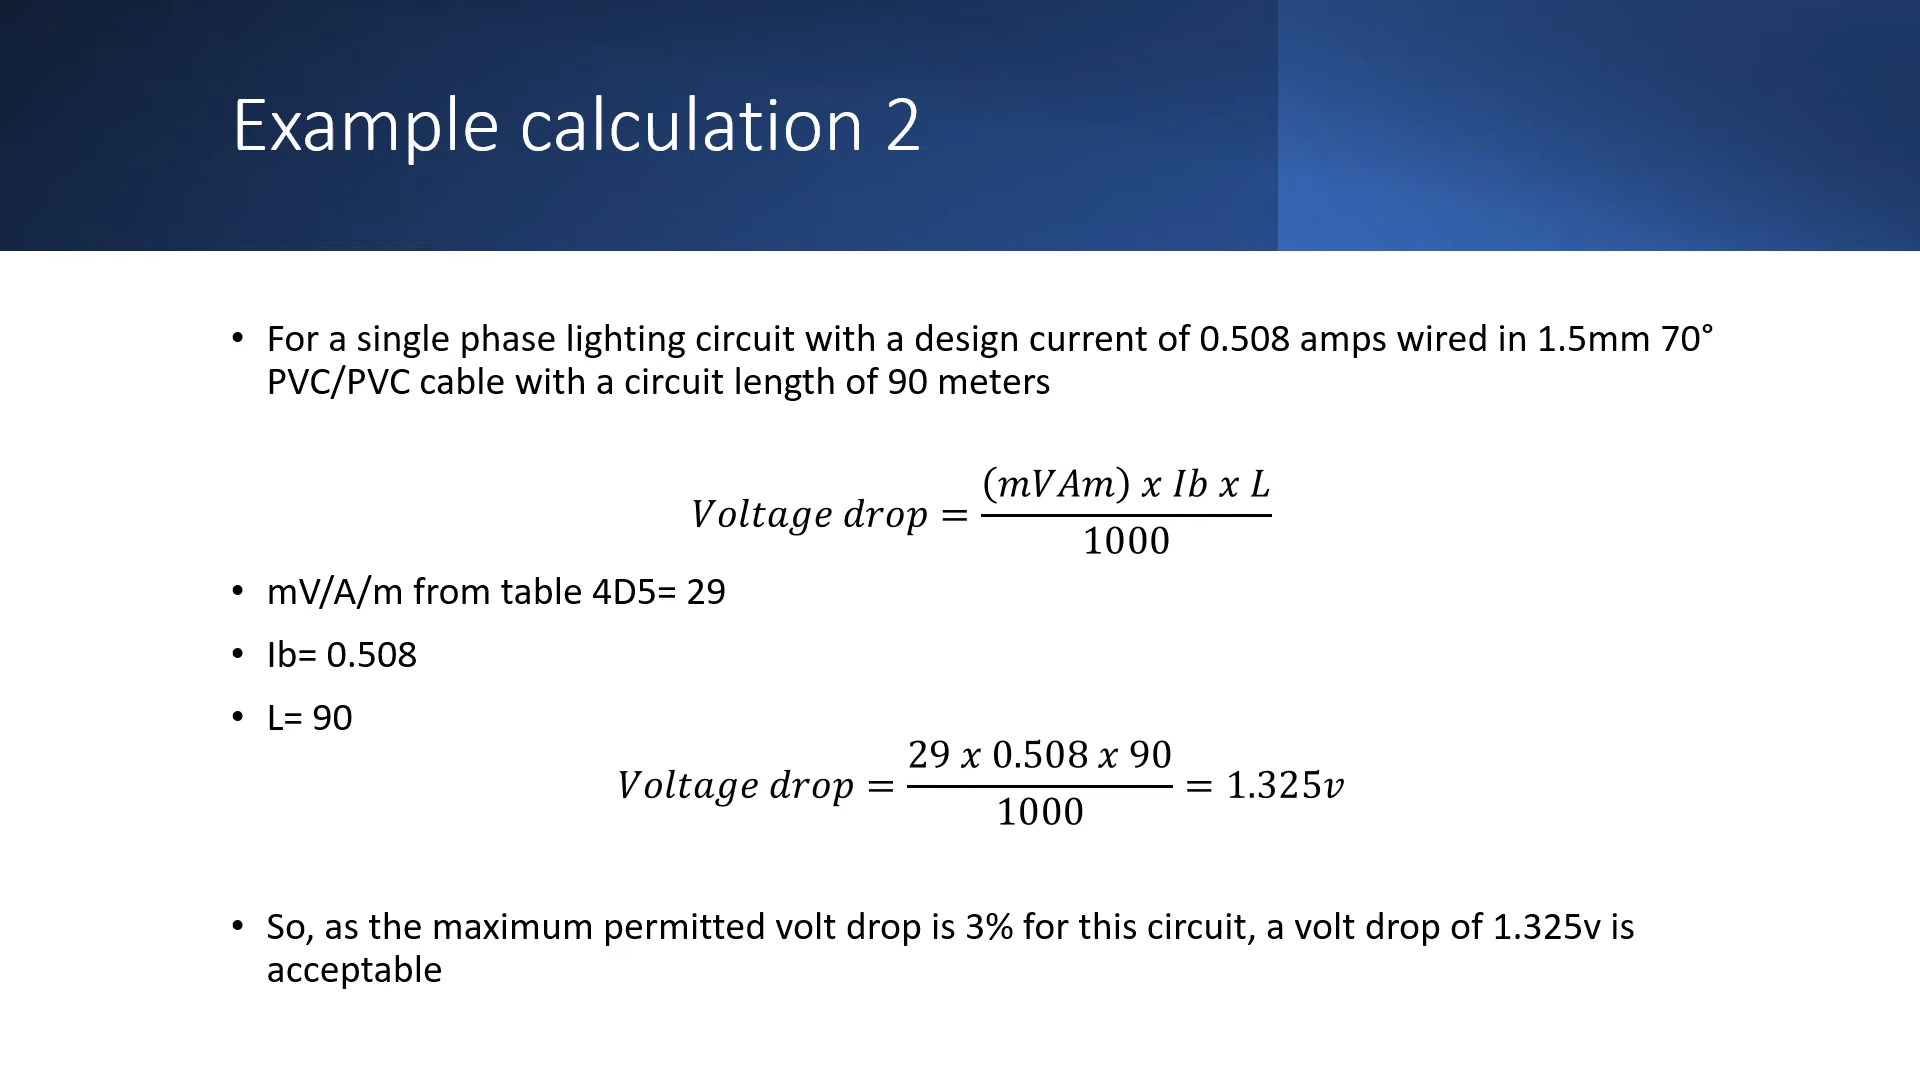 Example calculation 2
• For a single phase lighting circuit with a design current of 0.508 amps wired in 1.5mm 70°
PVC/PVC cable with a circuit length of 90 meters
Voltage drop = (mVAm) x Ib x L / 1000
• mV/A/m from table 4D5= 29
• Ib= 0.508
• L= 90
Voltage drop = 29 x 0.508 x 90 / 1000 = 1.325v
• So, as the maximum permitted volt drop is 3% for this circuit, a volt drop of 1.325v is
acceptable